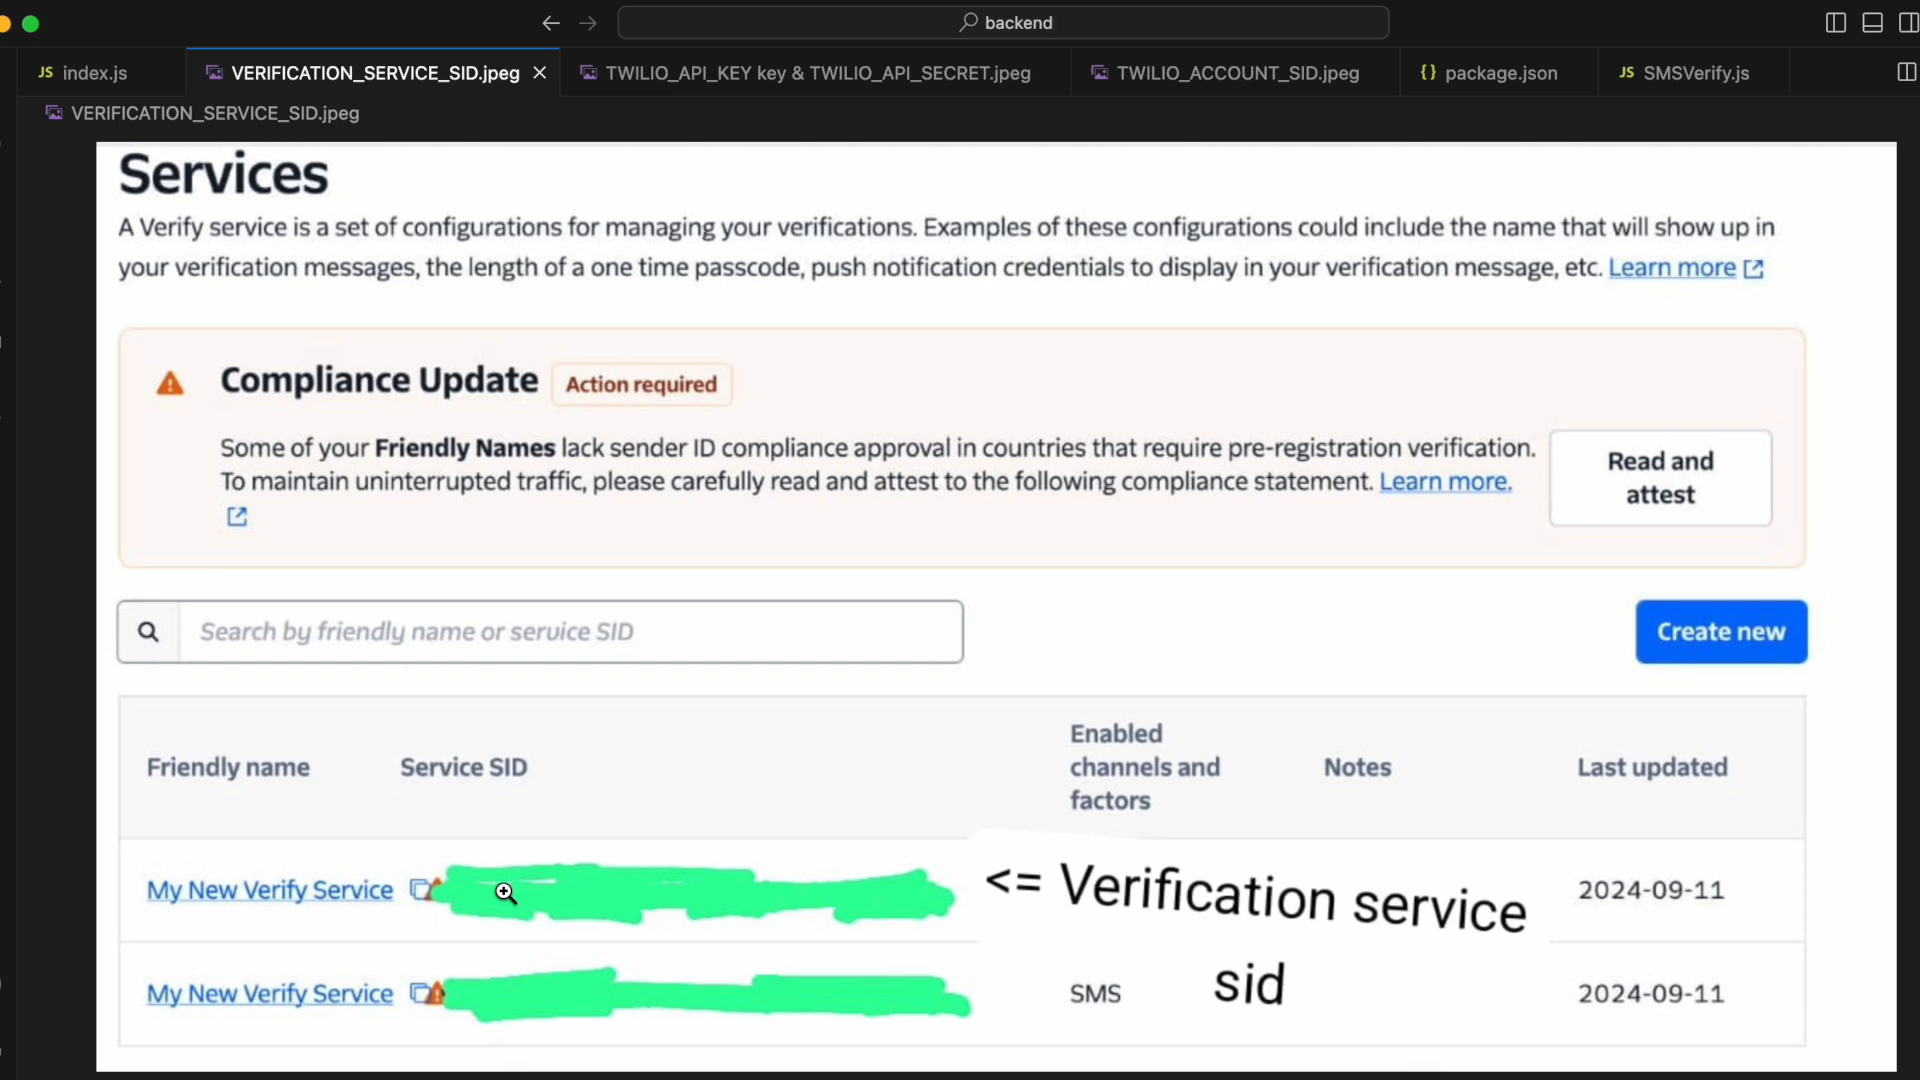 backend
JS index.js
VERIFICATION_SERVICE_SID.jpeg
TWILIO_API_KEY key & TWILIO_API_SECRET.jpeg
TWILIO_ACCOUNT_SID.jpeg
{} package.json
JS SMSVerify.js
VERIFICATION_SERVICE_SID.jpeg
Services
A Verify service is a set of configurations for managing your verifications. Examples of these configurations could include the name that will show up in
your verification messages, the length of a one time passcode, push notification credentials to display in your verification message, etc. Learn more
Compliance Update Action required
Some of your Friendly Names lack sender ID compliance approval in countries that require pre-registration verification.
To maintain uninterrupted traffic, please carefully read and attest to the following compliance statement. Learn more.
Read and
attest
Search by friendly name or service SID
Create new
Friendly name
Service SID
Enabled
channels and
factors
Notes
Last updated
My New Verify Service
<= Verification service
2024-09-11
My New Verify Service
SMS
sid
2024-09-11